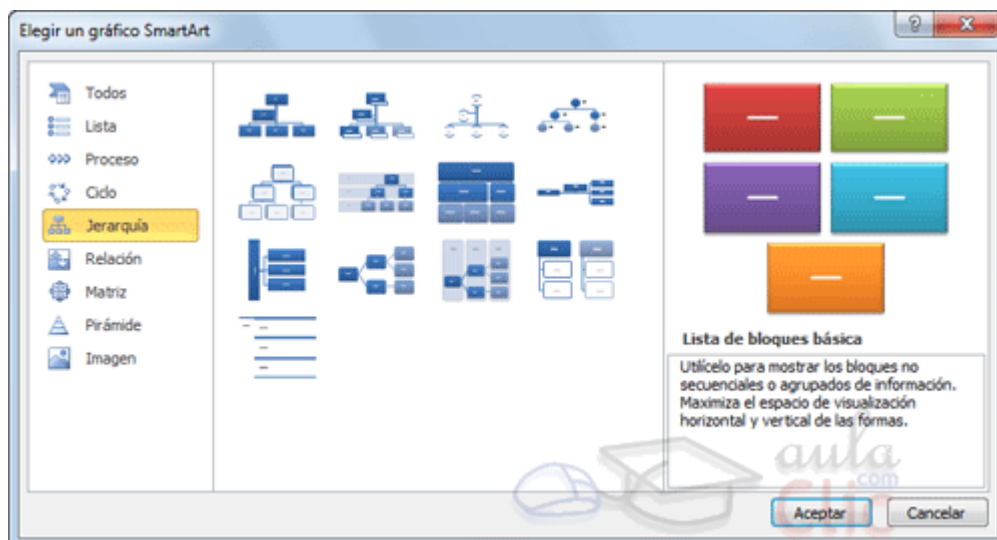 Elegir un gráfico SmartArt
Todos
Lista
Proceso
Ciclo
Jerarquía
Relación
Matriz
Pirámide
Imagen
Lista de bloques básica
Utilícelo para mostrar los bloques no
secuenciales o agrupados de información.
Maximiza el espacio de visualización
horizontal y vertical de las formas.
aula
com
Clic
Aceptar
Cancelar